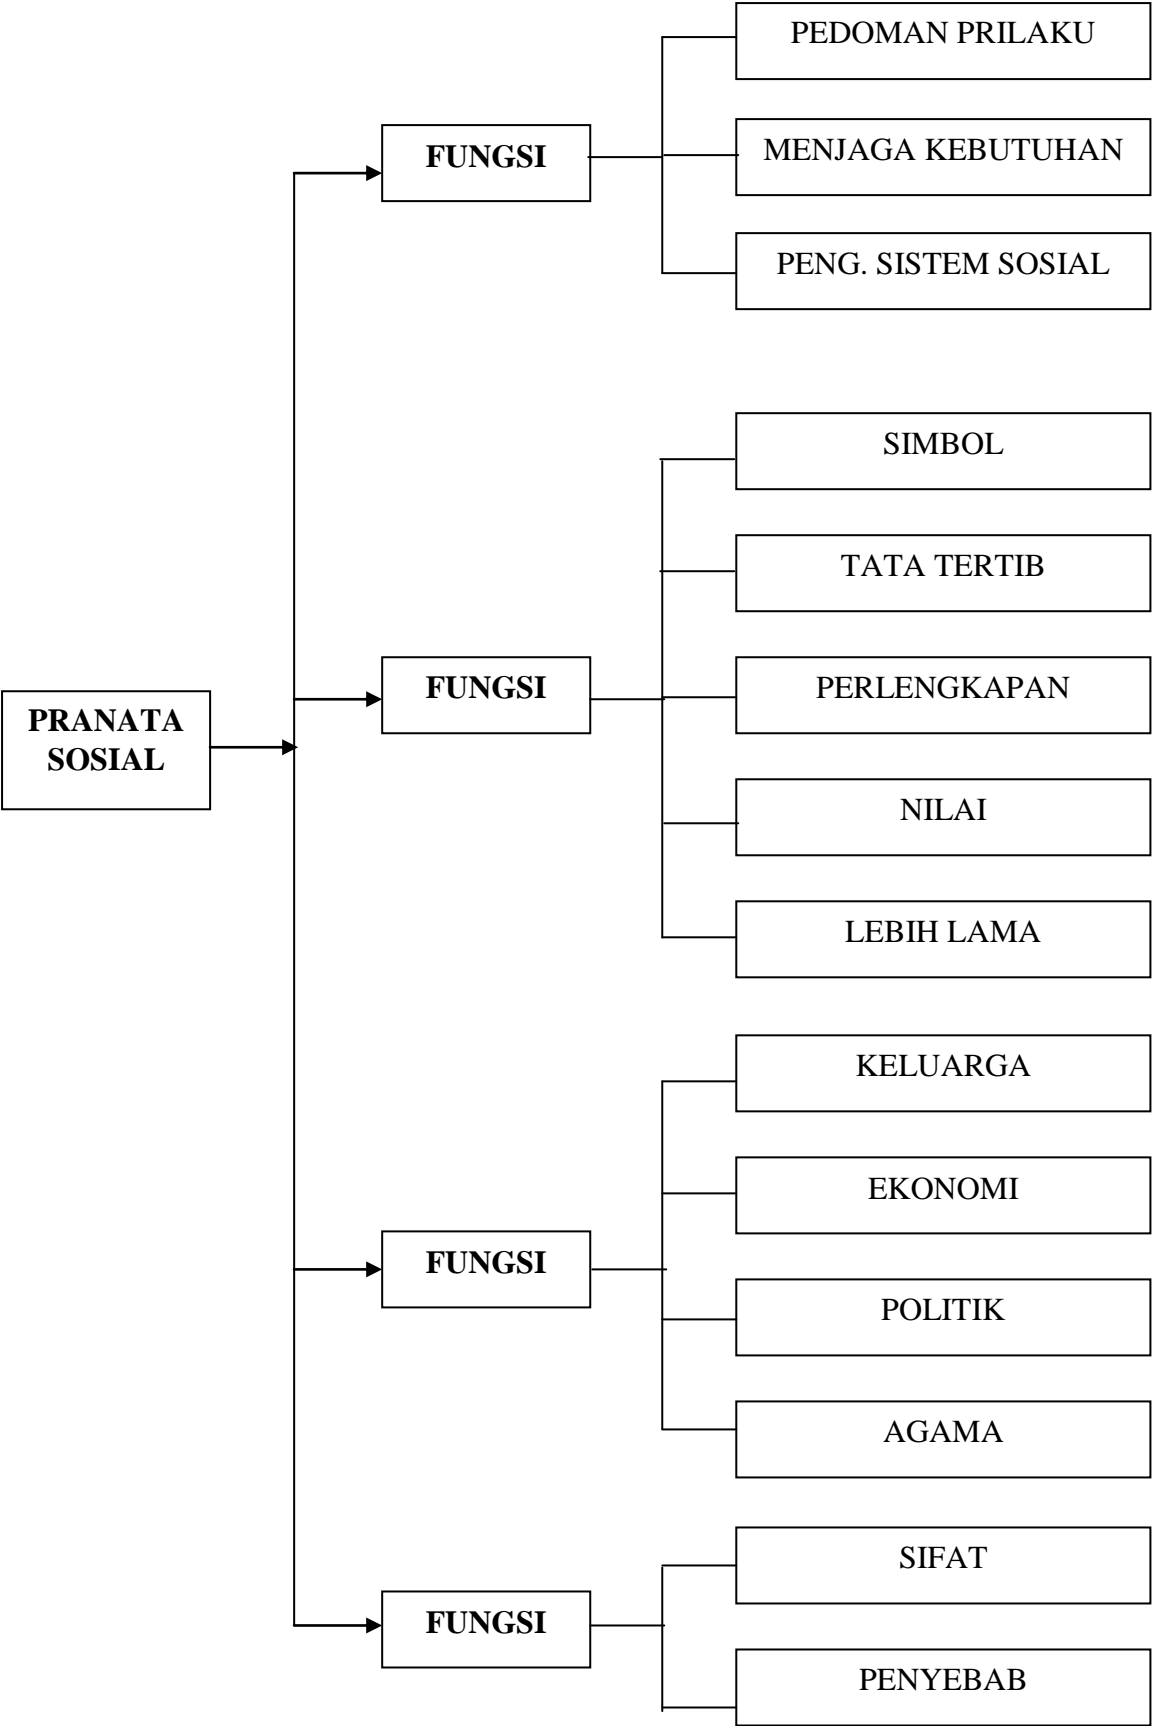 PEDOMAN PRILAKU
FUNGSI
MENJAGA KEBUTUHAN
PENG. SISTEM SOSIAL
SIMBOL
TATA TERTIB
FUNGSI
PERLENGKAPAN
PRANATA
SOSIAL
NILAI
LEBIH LAMA
KELUARGA
EKONOMI
FUNGSI
POLITIK
AGAMA
SIFAT
FUNGSI
PENYEBAB